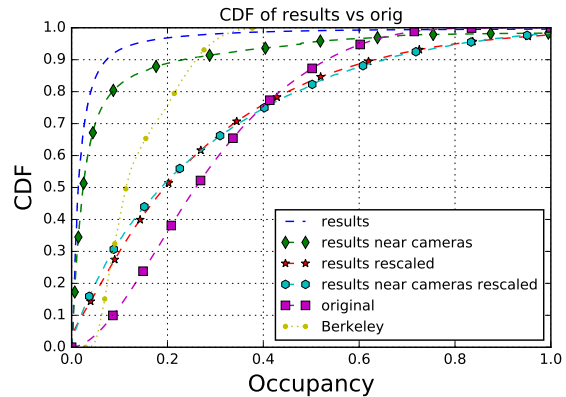 CDF of results vs orig
1.0
0.9
0.8
0.7
0.6
0.5
0.4
0.3
0.2
0.1
0.0
CDF
results
results near cameras
results rescaled
results near cameras rescaled
original
Berkeley
0.0 0.2 0.4 0.6 0.8 1.0
Occupancy